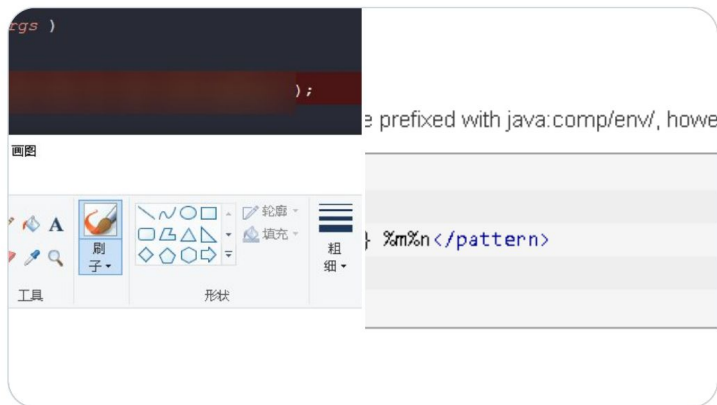 rgs )
);
画图
A
轮廓
填充
刷
子
粗
细
工具
形状
e prefixed with java:comp/env/, howe
} %m%n</pattern>